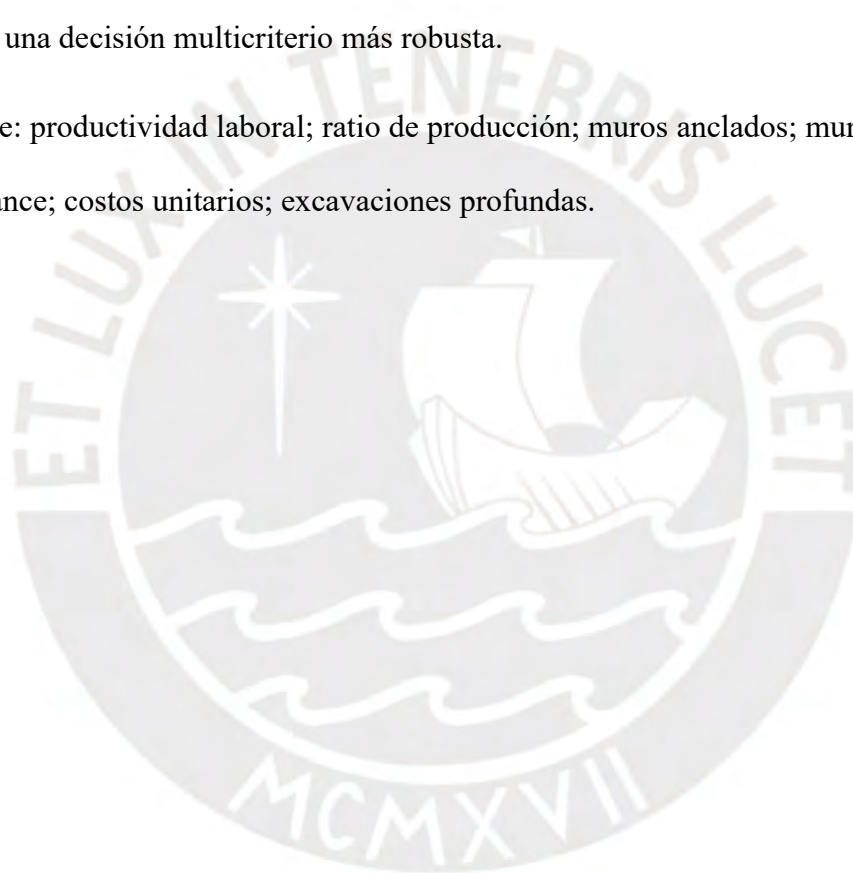 una decisión multicriterio más robusta.
e: productividad laboral; ratio de producción; muros anclados; mur
ance; costos unitarios; excavaciones profundas.
ET LUX IN TENEBRIS LUCET
MCMXVII